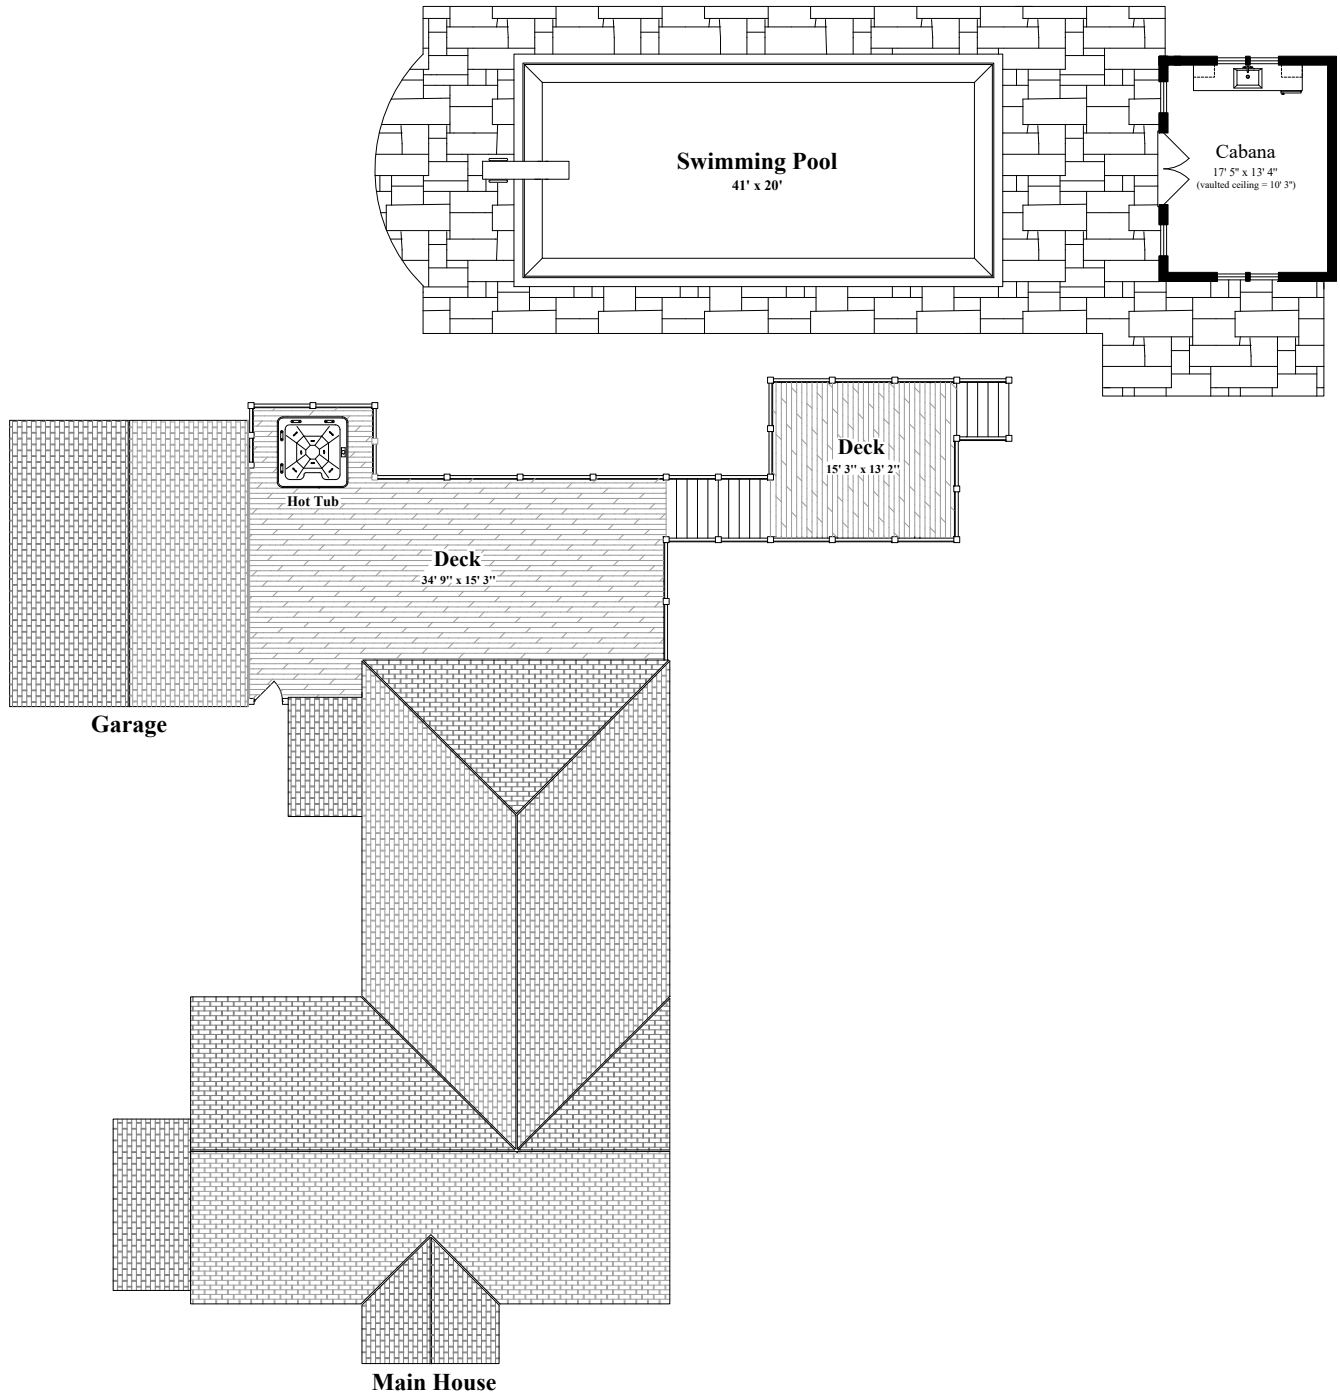 Swimming Pool
41' x 20'
Cabana
17' 5" x 13' 4"
(vaulted ceiling = 10' 3")
Deck
15' 3" x 13' 2"
Hot Tub
Deck
34' 9" x 15' 3"
Garage
Main House